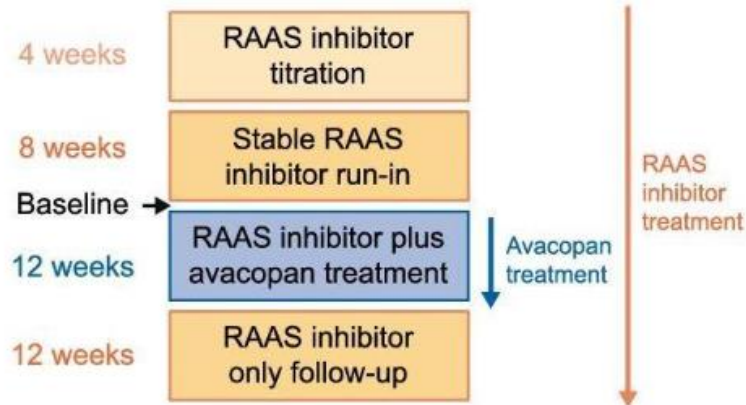 4 weeks
RAAS inhibitor
titration
8 weeks
Stable RAAS
inhibitor run-in
Baseline
12 weeks
RAAS inhibitor plus
avacopan treatment
Avacopan
treatment
RAAS
inhibitor
treatment
12 weeks
RAAS inhibitor
only follow-up